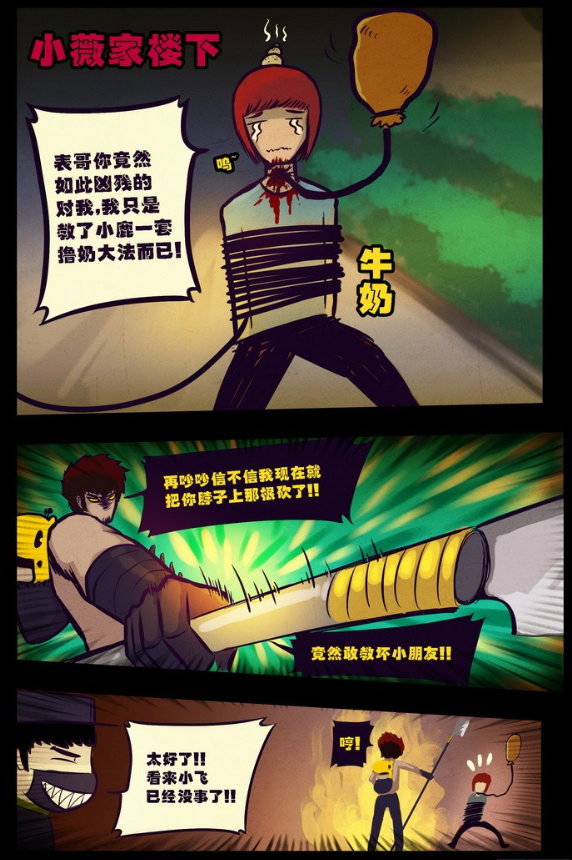 小薇家楼下
表哥你竟然
如此凶残的
对我,我只是
教了小鹿一套
撸奶大法而已!
呜~
牛
奶
再吵吵信不信我现在就
把你脖子上那根砍了!!
竟然敢教坏小朋友!!
太好了!!
看来小飞
已经没事了!!
哼!